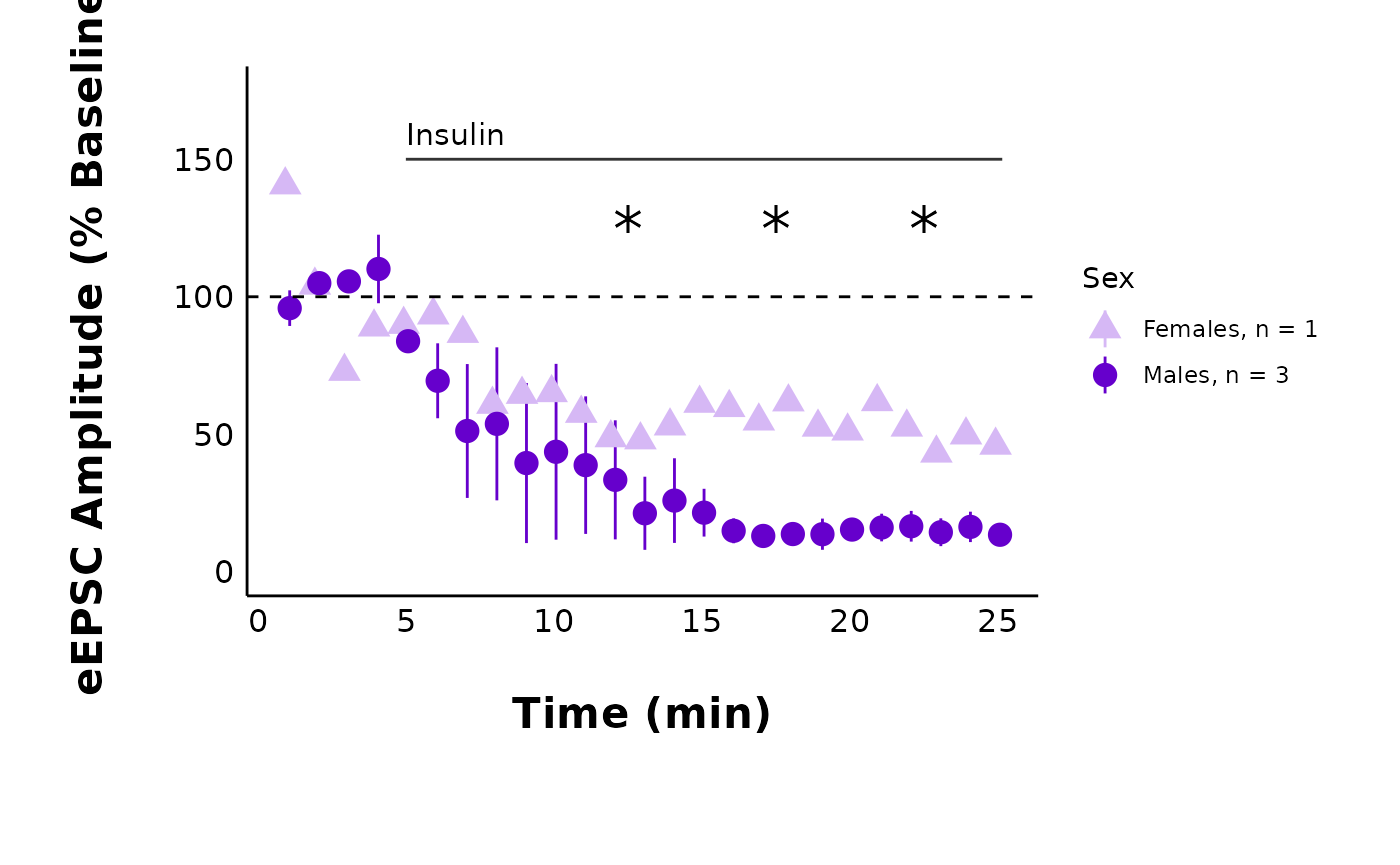 eEPSC Amplitude (% Baseline
Insulin
150
100
50
0
* * *
0 5 10 15 20 25
Time (min)
Sex
Females, n = 1
Males, n = 3